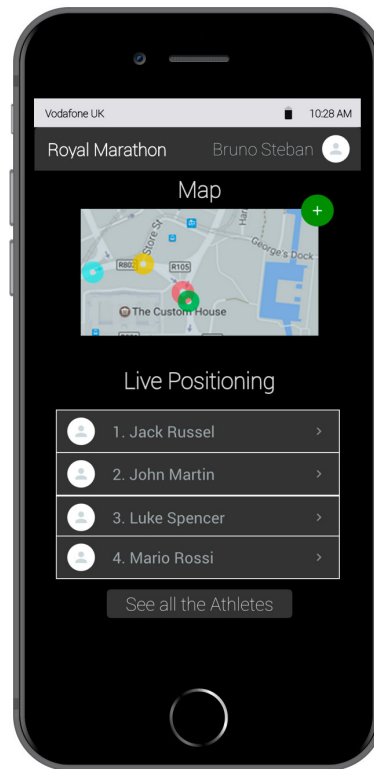 Vodafone UK 10:28 AM
Royal Marathon Bruno Steban
Map
+
Store St
George's Dock
R105
The Custom House
Live Positioning
1. Jack Russel >
2. John Martin >
3. Luke Spencer >
4. Mario Rossi >
See all the Athletes